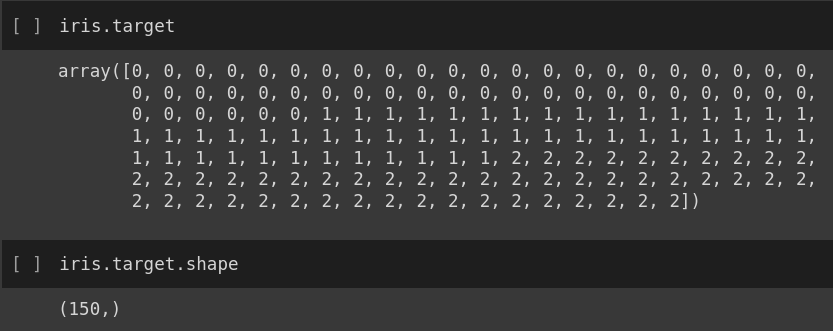 [ ] iris.target
array([0, 0, 0, 0, 0, 0, 0, 0, 0, 0, 0, 0, 0, 0, 0, 0, 0, 0, 0, 0, 0, 0,
0, 0, 0, 0, 0, 0, 0, 0, 0, 0, 0, 0, 0, 0, 0, 0, 0, 0, 0, 0, 0, 0,
0, 0, 0, 0, 0, 0, 1, 1, 1, 1, 1, 1, 1, 1, 1, 1, 1, 1, 1, 1, 1, 1,
1, 1, 1, 1, 1, 1, 1, 1, 1, 1, 1, 1, 1, 1, 1, 1, 1, 1, 1, 1, 1, 1,
1, 1, 1, 1, 1, 1, 1, 1, 1, 1, 1, 1, 2, 2, 2, 2, 2, 2, 2, 2, 2, 2,
2, 2, 2, 2, 2, 2, 2, 2, 2, 2, 2, 2, 2, 2, 2, 2, 2, 2, 2, 2, 2, 2,
2, 2, 2, 2, 2, 2, 2, 2, 2, 2, 2, 2, 2, 2, 2, 2, 2, 2])
[ ] iris.target.shape
(150,)